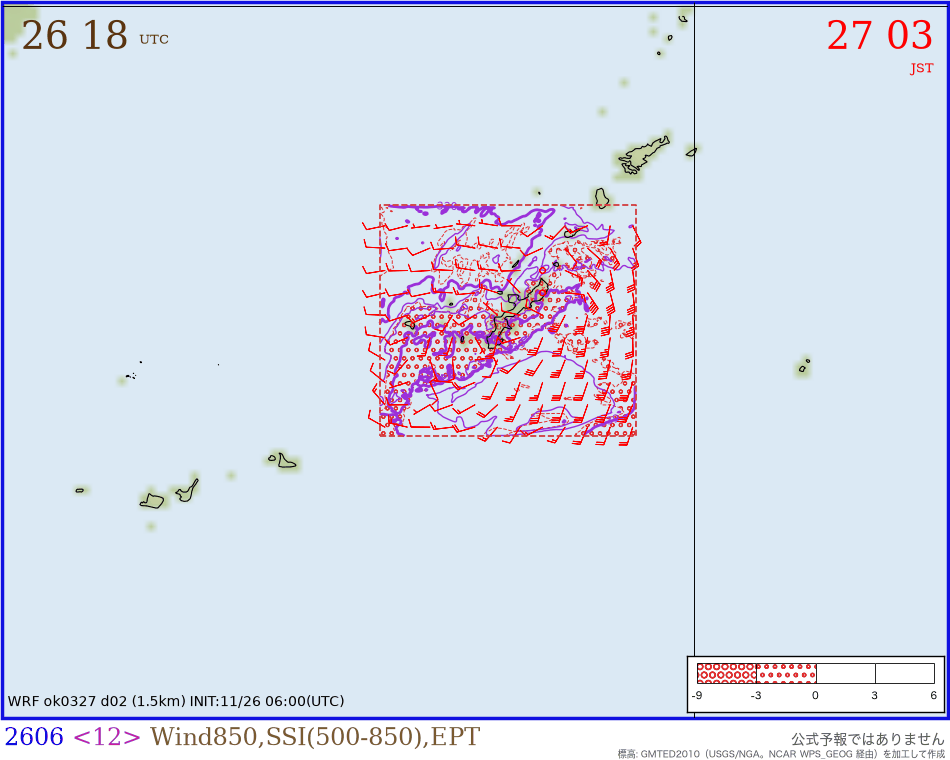 26 18 UTC
27 03
JST
WRF ok0327 d02 (1.5km) INIT:11/26 06:00(UTC)
-9 -3 0 3 6
2606 <12> Wind850,SSI(500-850),EPT
公式予報ではありません
標高: GMTED2010（USGS/NGA。NCAR WPS_GEOG 経由）を加工して作成